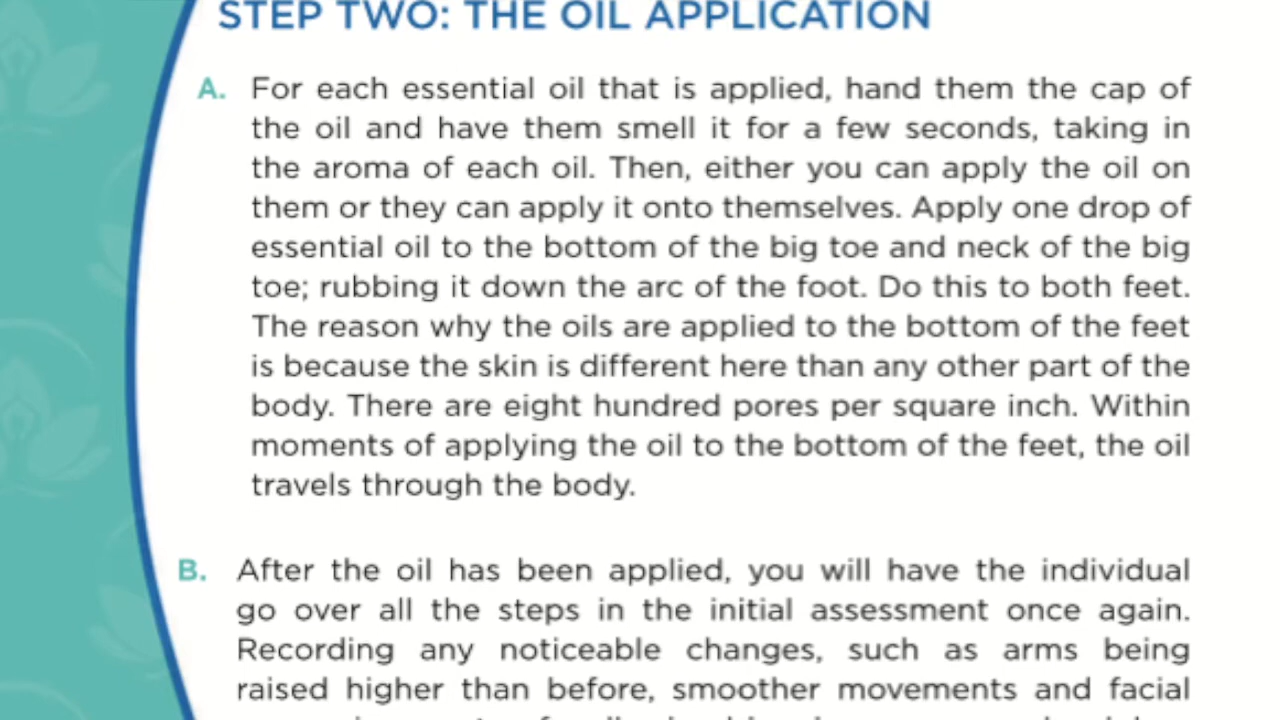 STEP TWO: THE OIL APPLICATION
A. For each essential oil that is applied, hand them the cap of
the oil and have them smell it for a few seconds, taking in
the aroma of each oil. Then, either you can apply the oil on
them or they can apply it onto themselves. Apply one drop of
essential oil to the bottom of the big toe and neck of the big
toe; rubbing it down the arc of the foot. Do this to both feet.
The reason why the oils are applied to the bottom of the feet
is because the skin is different here than any other part of the
body. There are eight hundred pores per square inch. Within
moments of applying the oil to the bottom of the feet, the oil
travels through the body.
B. After the oil has been applied, you will have the individual
go over all the steps in the initial assessment once again.
Recording any noticeable changes, such as arms being
raised higher than before, smoother movements and facial